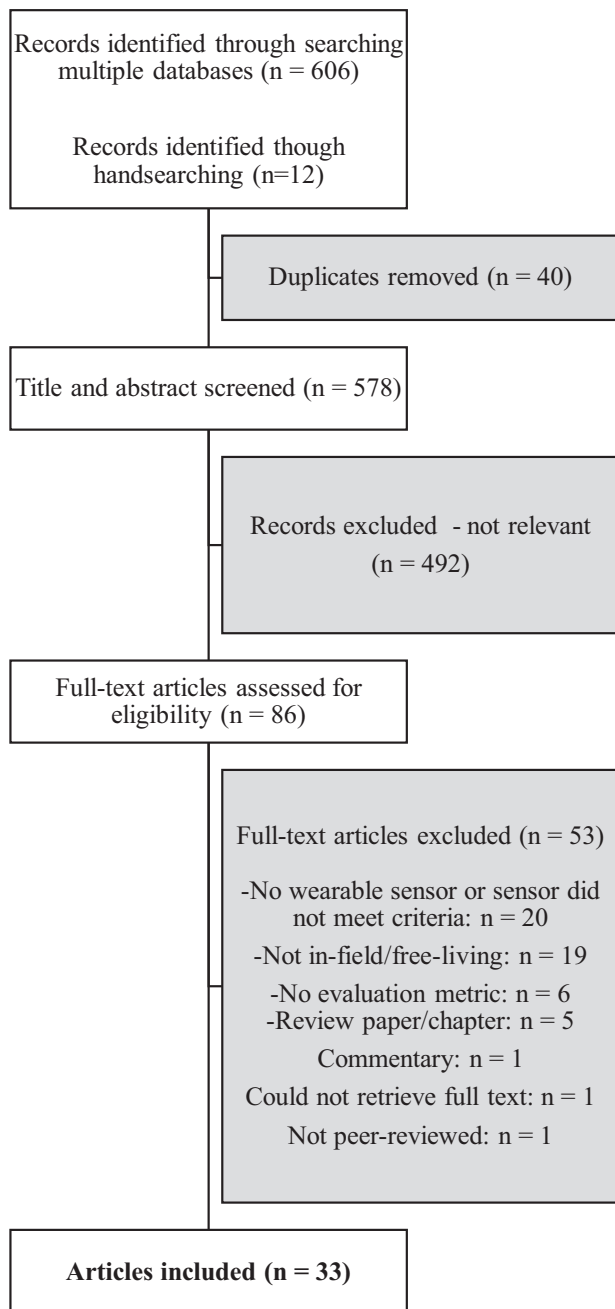 Records identified through searching
multiple databases (n = 606)
Records identified though
handsearching (n=12)
Duplicates removed (n = 40)
Title and abstract screened (n = 578)
Records excluded - not relevant
(n = 492)
Full-text articles assessed for
eligibility (n = 86)
Full-text articles excluded (n = 53)
-No wearable sensor or sensor did
not meet criteria: n = 20
-Not in-field/free-living: n = 19
-No evaluation metric: n = 6
-Review paper/chapter: n = 5
Commentary: n = 1
Could not retrieve full text: n = 1
Not peer-reviewed: n = 1
Articles included (n = 33)